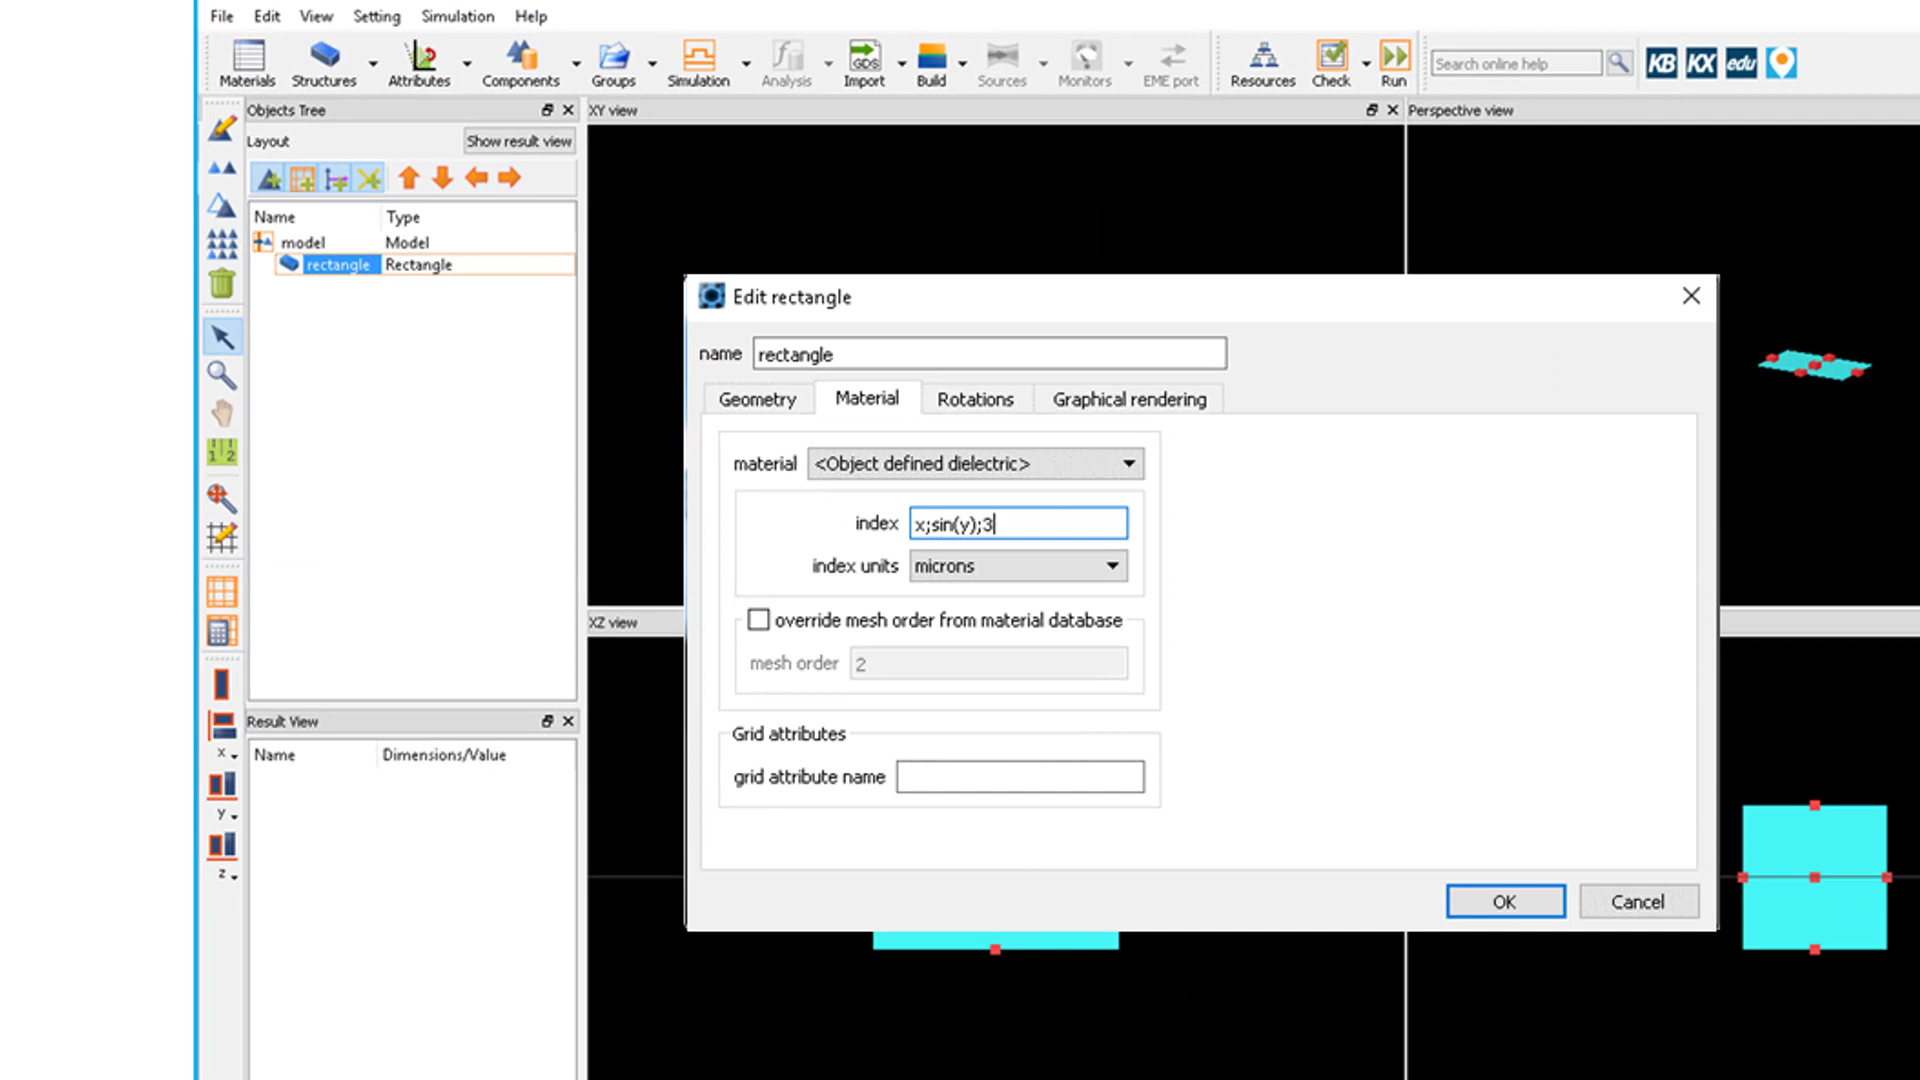 File Edit View Setting Simulation Help
Materials Structures Attributes Components Groups Simulation Analysis Import Build Sources Monitors EME port Resources Check Run
GDS
Search online help
KB KX edu
Objects Tree
XY view
Perspective view
Layout
Show result view
Name Type
model Model
rectangle Rectangle
Edit rectangle
name rectangle
Geometry Material Rotations Graphical rendering
material <Object defined dielectric>
index x;sin(y);3
index units microns
override mesh order from material database
mesh order 2
Grid attributes
grid attribute name
OK Cancel
XZ view
1 2
x
y
z
Result View
Name Dimensions/Value